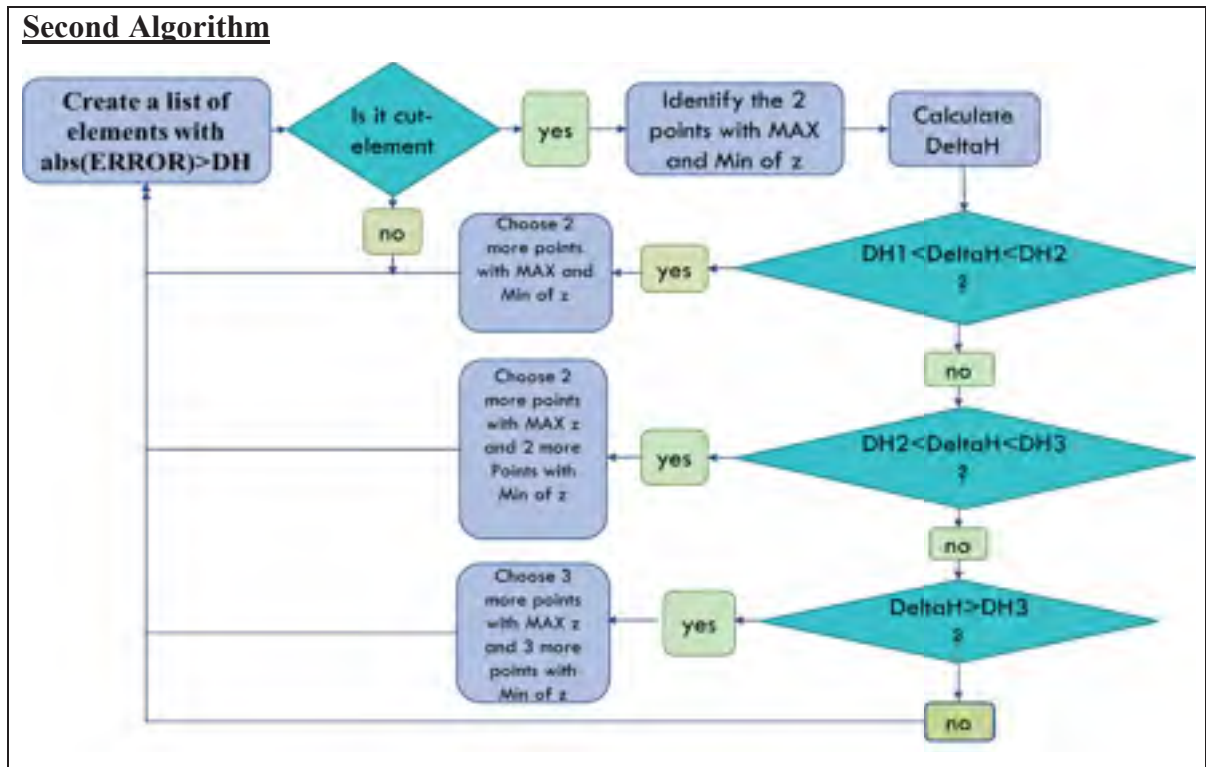 Second Algorithm
Create a list of
elements with
abs(ERROR)>DH
Is it cut-
element
yes
Identify the 2
points with MAX
and Min of z
Calculate
DeltaH
no
Choose 2
more points
with MAX and
Min of z
yes
DH1<DeltaH<DH2
?
no
Choose 2
more points
with MAX z
and 2 more
Points with
Min of z
yes
DH2<DeltaH<DH3
?
no
Choose 3
more points
with MAX z
and 3 more
points with
Min of z
yes
DeltaH>DH3
?
no